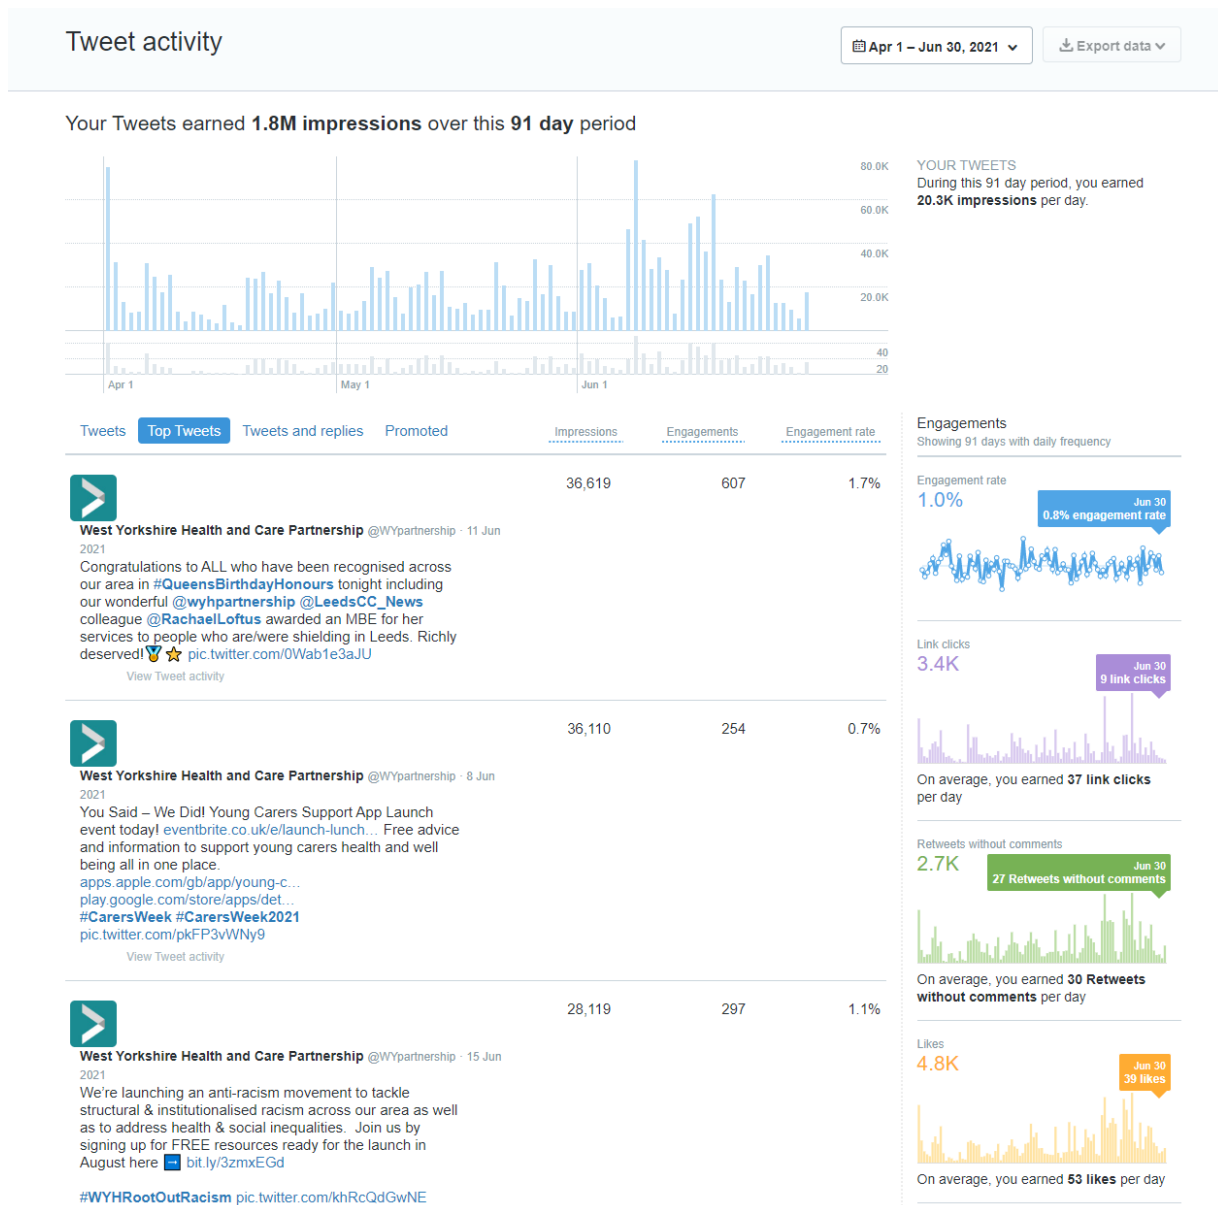 Tweet activity
Apr 1 – Jun 30, 2021
Export data
Your Tweets earned 1.8M impressions over this 91 day period
80.0K
60.0K
40.0K
20.0K
40
20
Apr 1
May 1
Jun 1
YOUR TWEETS
During this 91 day period, you earned
20.3K impressions per day.
Tweets Top Tweets Tweets and replies Promoted
Impressions Engagements Engagement rate
36,619 607 1.7%
West Yorkshire Health and Care Partnership @WYpartnership · 11 Jun
2021
Congratulations to ALL who have been recognised across
our area in #QueensBirthdayHonours tonight including
our wonderful @wyhpartnership @LeedsCC_News
colleague @RachaelLoftus awarded an MBE for her
services to people who are/were shielding in Leeds. Richly
deserved!🏅⭐ pic.twitter.com/0Wab1e3aJU
View Tweet activity
36,110 254 0.7%
West Yorkshire Health and Care Partnership @WYpartnership · 8 Jun
2021
You Said – We Did! Young Carers Support App Launch
event today! eventbrite.co.uk/e/launch-lunch… Free advice
and information to support young carers health and well
being all in one place.
apps.apple.com/gb/app/young-c…
play.google.com/store/apps/det…
#CarersWeek #CarersWeek2021
pic.twitter.com/pkFP3vWNy9
View Tweet activity
28,119 297 1.1%
West Yorkshire Health and Care Partnership @WYpartnership · 15 Jun
2021
We're launching an anti-racism movement to tackle
structural & institutionalised racism across our area as well
as to address health & social inequalities. Join us by
signing up for FREE resources ready for the launch in
August here ➡ bit.ly/3zmxEGd
#WYHRootOutRacism pic.twitter.com/khRcQdGwNE
Engagements
Showing 91 days with daily frequency
Engagement rate
1.0%
Jun 30
0.8% engagement rate
Link clicks
3.4K
Jun 30
9 link clicks
On average, you earned 37 link clicks
per day
Retweets without comments
2.7K
Jun 30
27 Retweets without comments
On average, you earned 30 Retweets
without comments per day
Likes
4.8K
Jun 30
39 likes
On average, you earned 53 likes per day